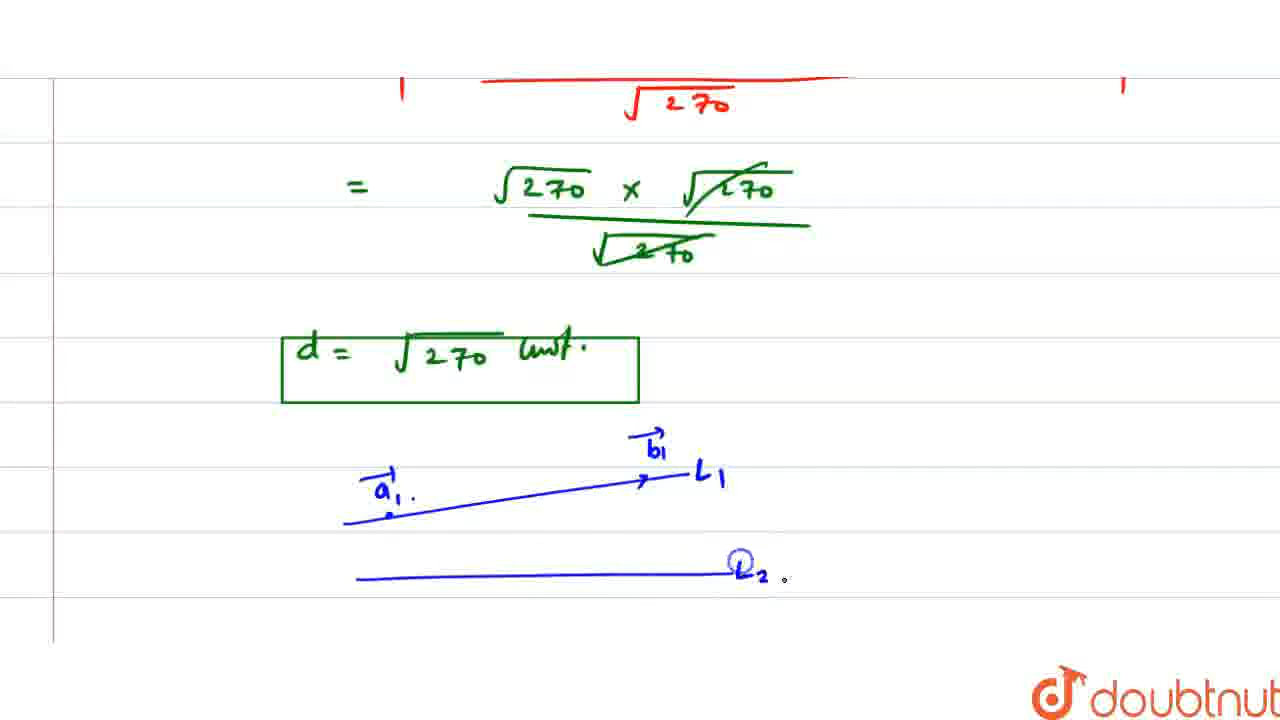 √270
= √270 × √270
√270
d = √270 unit.
b₁
a₁. L₁
L₂
doubtnut